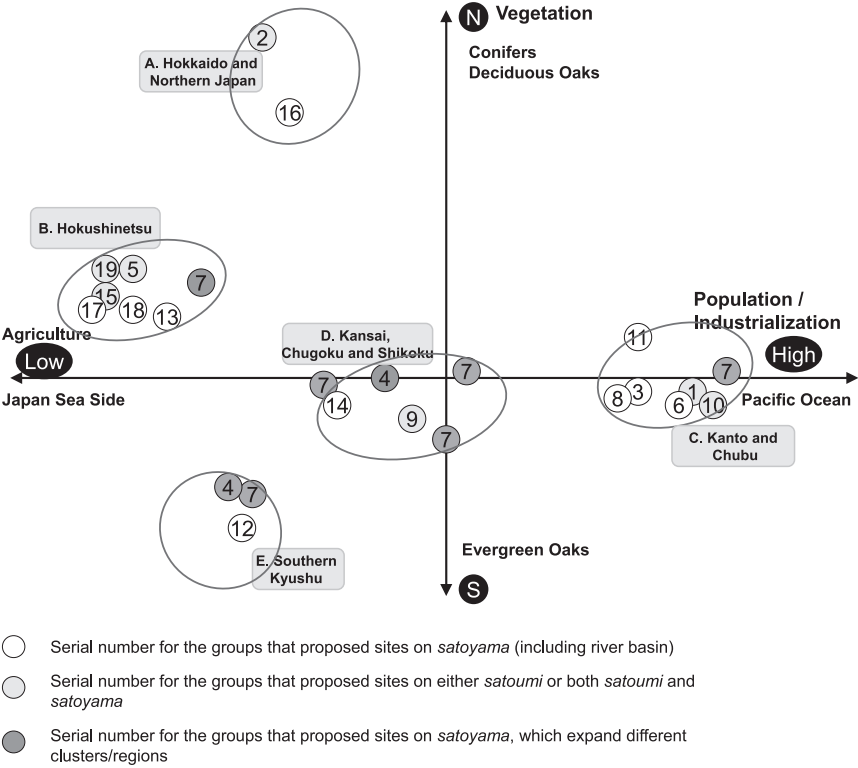 N Vegetation
2
Conifers
Deciduous Oaks
A. Hokkaido and
Northern Japan
16
B. Hokushinetsu
19 5
7
15
17 18 13
Population /
Industrialization
D. Kansai,
Chugoku and Shikoku
11
Agriculture
Low
High
7 4 7
7
Japan Sea Side
Pacific Ocean
14
9
7
8 3 1
6 10
C. Kanto and
Chubu
4 7
12
Evergreen Oaks
E. Southern
Kyushu
S
Serial number for the groups that proposed sites on satoyama (including river basin)
Serial number for the groups that proposed sites on either satoumi or both satoumi and
satoyama
Serial number for the groups that proposed sites on satoyama, which expand different
clusters/regions